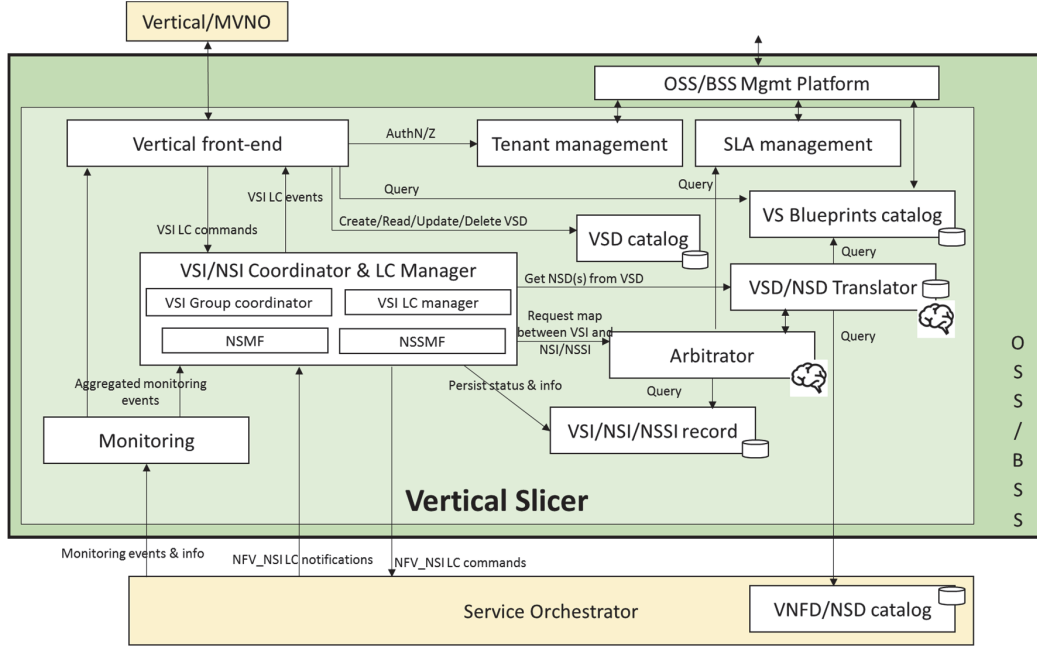 Vertical/MVNO
OSS/BSS Mgmt Platform
Vertical front-end
AuthN/Z
Tenant management
SLA management
Query
Query
VSI LC events
VS Blueprints catalog
Create/Read/Update/Delete VSD
VSI LC commands
VSD catalog
Query
VSI/NSI Coordinator & LC Manager
Get NSD(s) from VSD
VSD/NSD Translator
VSI Group coordinator
VSI LC manager
Request map
between VSI and
NSI/NSSI
NSMF
NSSMF
Query
Arbitrator
Aggregated monitoring
events
Persist status & info
Query
Monitoring
VSI/NSI/NSSI record
Vertical Slicer
O
S
S
/
B
S
S
Monitoring events & info
NFV_NSI LC notifications
NFV_NSI LC commands
Service Orchestrator
VNFD/NSD catalog